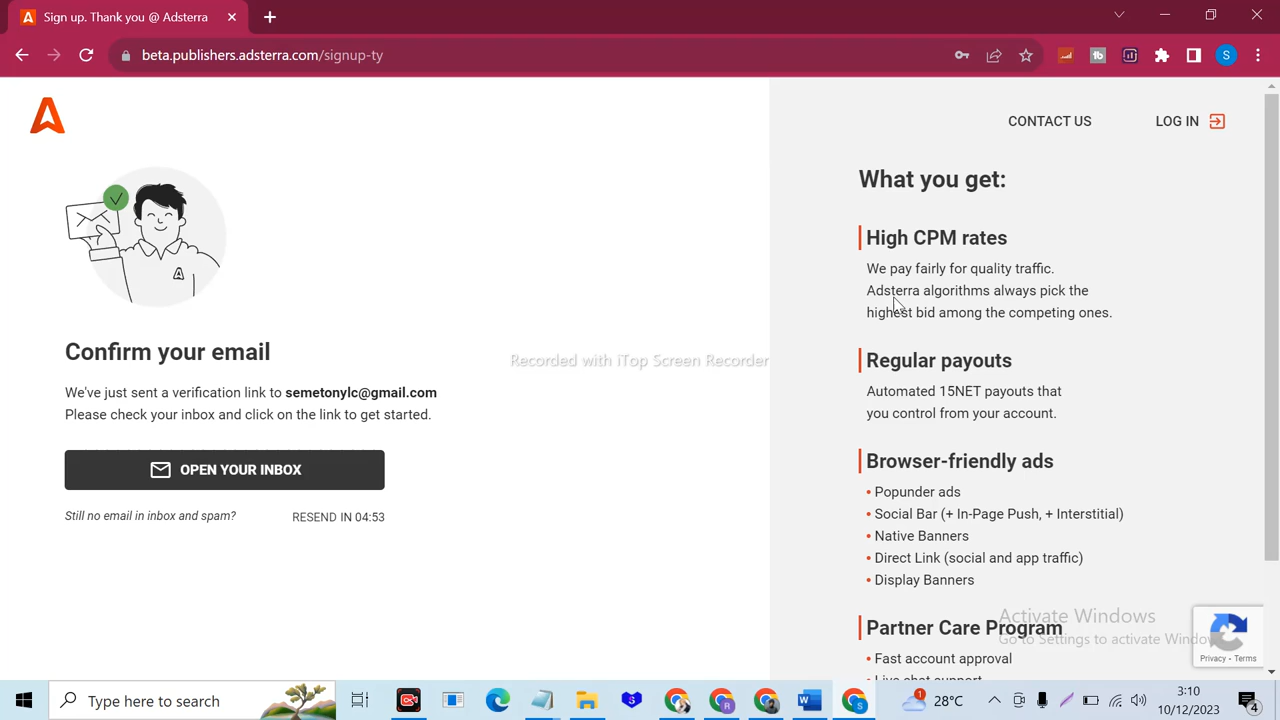 Sign up. Thank you @ Adsterra
beta.publishers.adsterra.com/signup-ty
S
CONTACT US
LOG IN
What you get:
High CPM rates
We pay fairly for quality traffic.
Adsterra algorithms always pick the
highest bid among the competing ones.
Confirm your email
We've just sent a verification link to semetonylc@gmail.com
Please check your inbox and click on the link to get started.
OPEN YOUR INBOX
Still no email in inbox and spam?
RESEND IN 04:53
Recorded with iTop Screen Recorder
Regular payouts
Automated 15NET payouts that
you control from your account.
Browser-friendly ads
• Popunder ads
• Social Bar (+ In-Page Push, + Interstitial)
• Native Banners
• Direct Link (social and app traffic)
• Display Banners
Partner Care Program
• Fast account approval
• Live chat support
Activate Windows
Go to Settings to activate Window
Privacy - Terms
Type here to search
1
28°C
3:10
10/12/2023
4